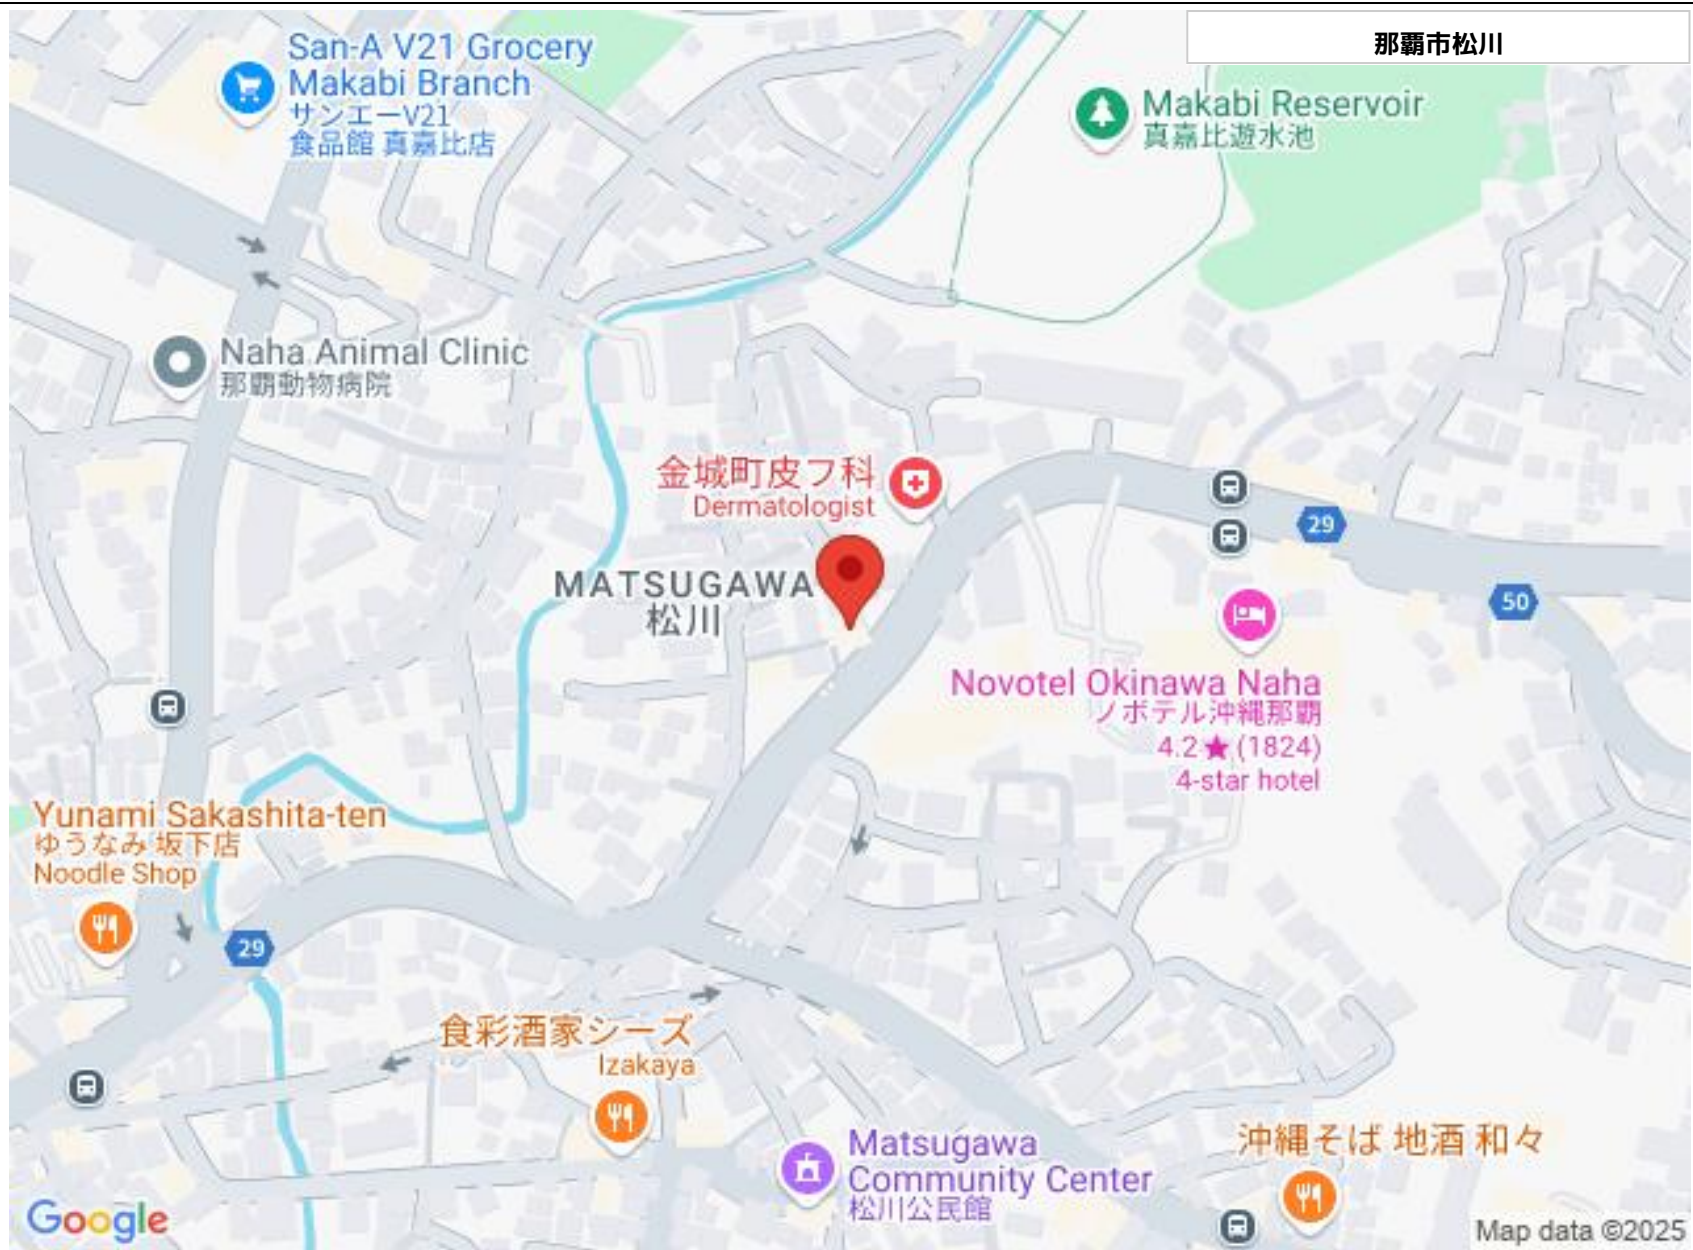 那覇市松川
San-A V21 Grocery
Makabi Branch
サンエーV21
食品館 真嘉比店
Makabi Reservoir
真嘉比遊水池
Naha Animal Clinic
那覇動物病院
金城町皮フ科
Dermatologist
29
MATSUGAWA
松川
50
Novotel Okinawa Naha
ノボテル沖縄那覇
4.2★(1824)
4-star hotel
Yunami Sakashita-ten
ゆうなみ 坂下店
Noodle Shop
29
食彩酒家シーズ
Izakaya
Matsugawa
Community Center
松川公民館
沖縄そば 地酒 和々
Google
Map data ©2025